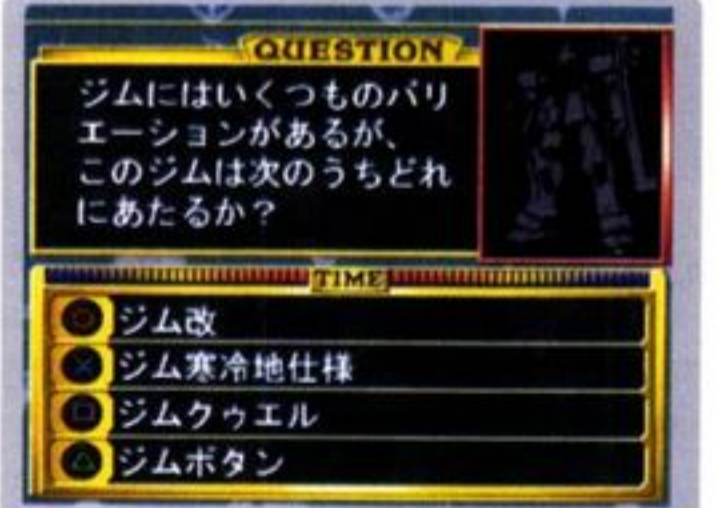 QUESTION
ジムにはいくつものバリ
エーションがあるが、
このジムは次のうちどれ
にあたるか？
TIME
ジム改
ジム寒冷地仕様
ジムクゥエル
ジムボタン